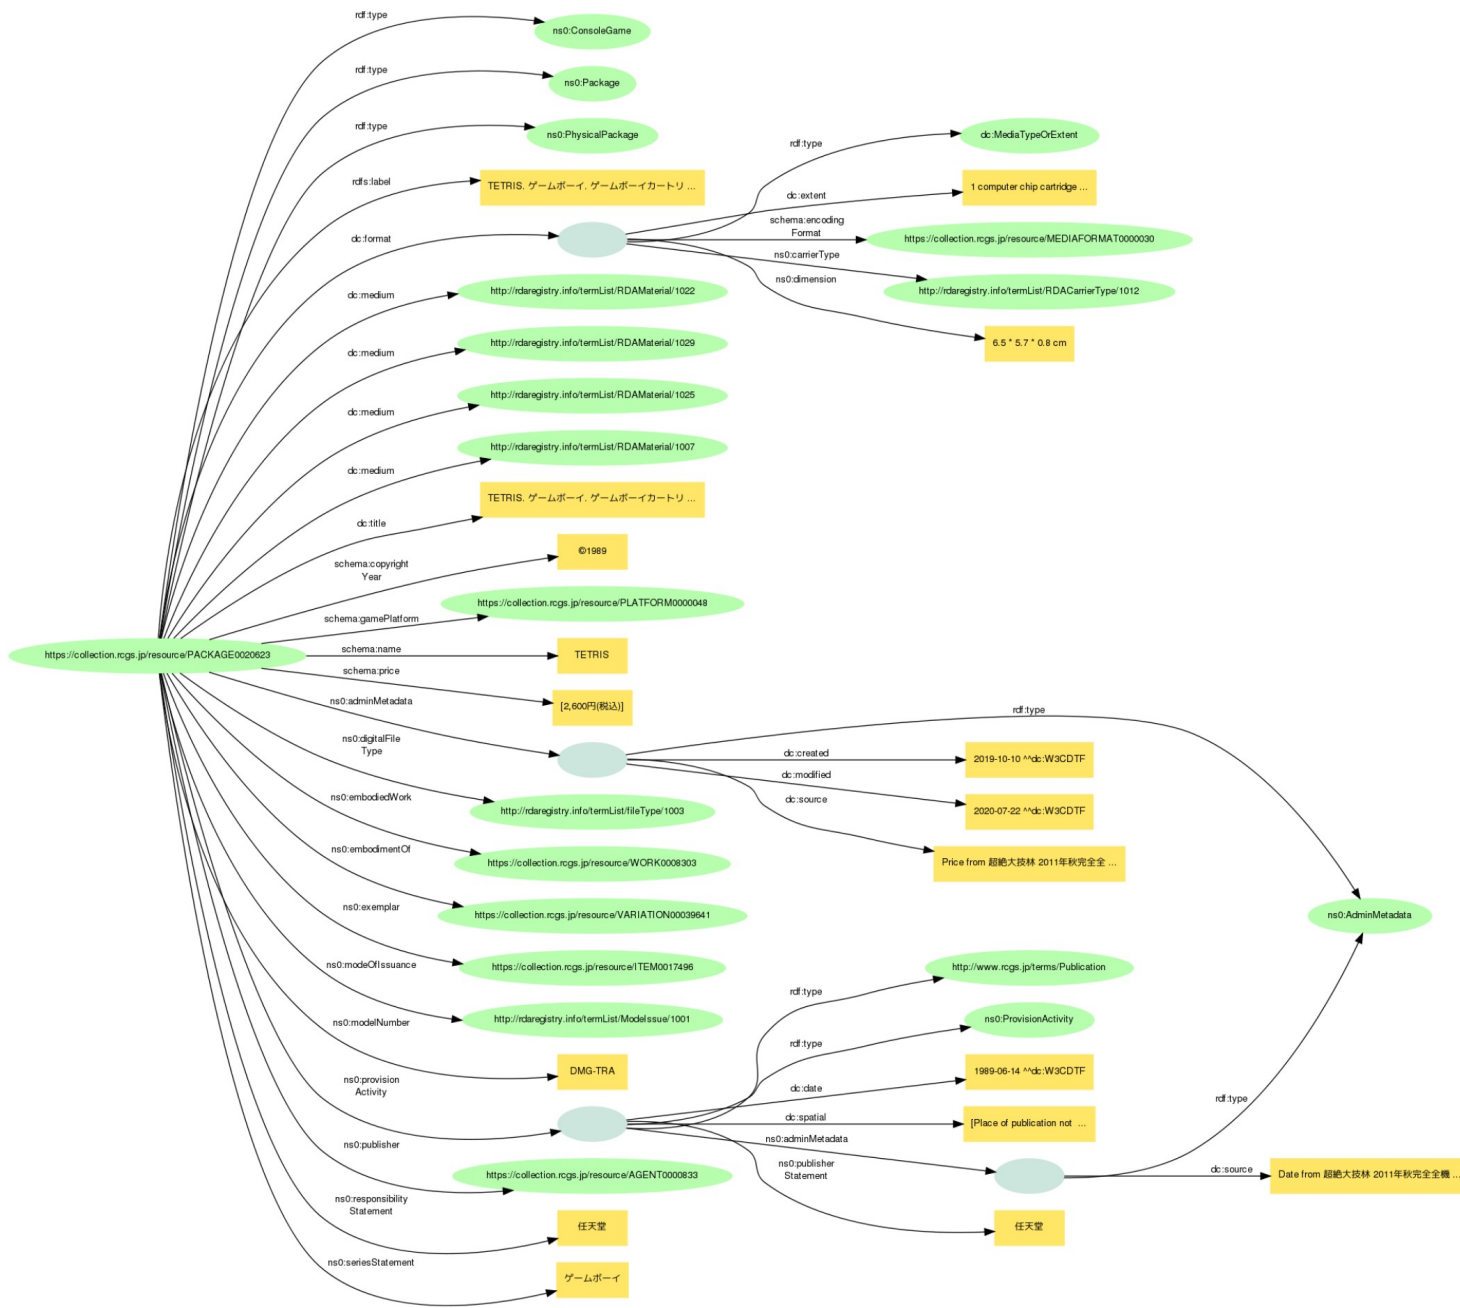 rdf:type
ns0:ConsoleGame
rdf:type
ns0:Package
rdf:type
ns0:PhysicalPackage
rdf:type
dc:MediaTypeOrExtent
rdfs:label
TETRIS. ゲームボーイ. ゲームボーイカートリ ...
dc:extent
1 computer chip cartridge ...
dc:format
schema:encoding
Format
https://collection.rcgs.jp/resource/MEDIAFORMAT0000030
ns0:carrierType
http://rdaregistry.info/termList/RDACarrierType/1012
ns0:dimension
6.5 * 5.7 * 0.8 cm
dc:medium
http://rdaregistry.info/termList/RDAMaterial/1022
dc:medium
http://rdaregistry.info/termList/RDAMaterial/1029
dc:medium
http://rdaregistry.info/termList/RDAMaterial/1025
dc:medium
http://rdaregistry.info/termList/RDAMaterial/1007
dc:title
TETRIS. ゲームボーイ. ゲームボーイカートリ ...
schema:copyright
Year
©1989
schema:gamePlatform
https://collection.rcgs.jp/resource/PLATFORM0000048
https://collection.rcgs.jp/resource/PACKAGE0020623
schema:name
TETRIS
schema:price
[2,600円(税込)]
ns0:adminMetadata
rdf:type
dc:created
2019-10-10 ^^dc:W3CDTF
dc:modified
2020-07-22 ^^dc:W3CDTF
dc:source
Price from 超絶大技林 2011年秋完全全 ...
ns0:AdminMetadata
ns0:digitalFile
Type
http://rdaregistry.info/termList/fileType/1003
ns0:embodiedWork
https://collection.rcgs.jp/resource/WORK0008303
ns0:embodimentOf
https://collection.rcgs.jp/resource/VARIATION00039641
ns0:exemplar
https://collection.rcgs.jp/resource/ITEM0017496
ns0:modeOfIssuance
http://rdaregistry.info/termList/ModeIssue/1001
ns0:modelNumber
DMG-TRA
ns0:provision
Activity
rdf:type
http://www.rcgs.jp/terms/Publication
rdf:type
ns0:ProvisionActivity
dc:date
1989-06-14 ^^dc:W3CDTF
dc:spatial
[Place of publication not ...
ns0:adminMetadata
rdf:type
dc:source
Date from 超絶大技林 2011年秋完全全機 ...
ns0:publisher
Statement
任天堂
ns0:publisher
https://collection.rcgs.jp/resource/AGENT0000833
ns0:responsibility
Statement
任天堂
ns0:seriesStatement
ゲームボーイ